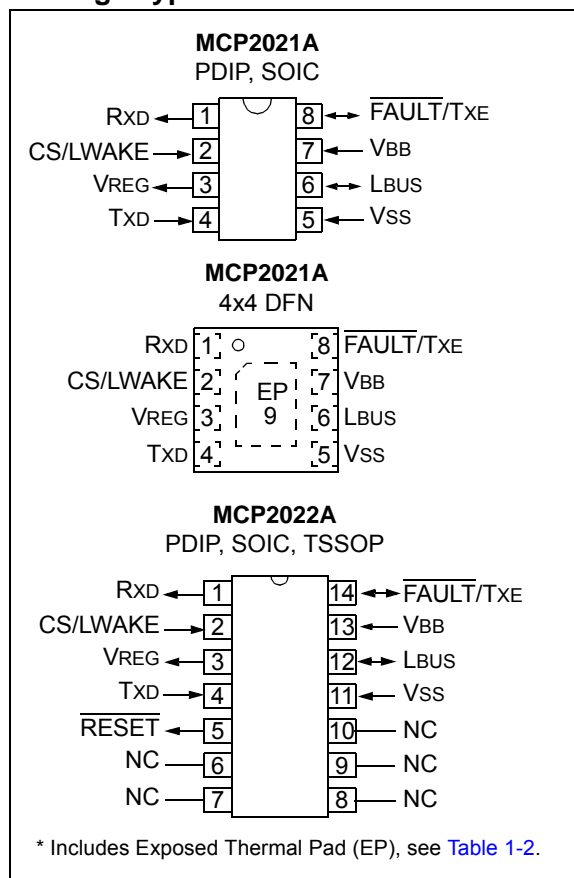 MCP2021A
PDIP, SOIC
RXD 1 8 FAULT/TXE
CS/LWAKE 2 7 VBB
VREG 3 6 LBUS
TXD 4 5 VSS
MCP2021A
4x4 DFN
RXD 1 8 FAULT/TXE
CS/LWAKE 2 7 VBB
EP
9
VREG 3 6 LBUS
TXD 4 5 VSS
MCP2022A
PDIP, SOIC, TSSOP
RXD 1 14 FAULT/TXE
CS/LWAKE 2 13 VBB
VREG 3 12 LBUS
TXD 4 11 VSS
RESET 5 10 NC
NC 6 9 NC
NC 7 8 NC
* Includes Exposed Thermal Pad (EP), see Table 1-2.